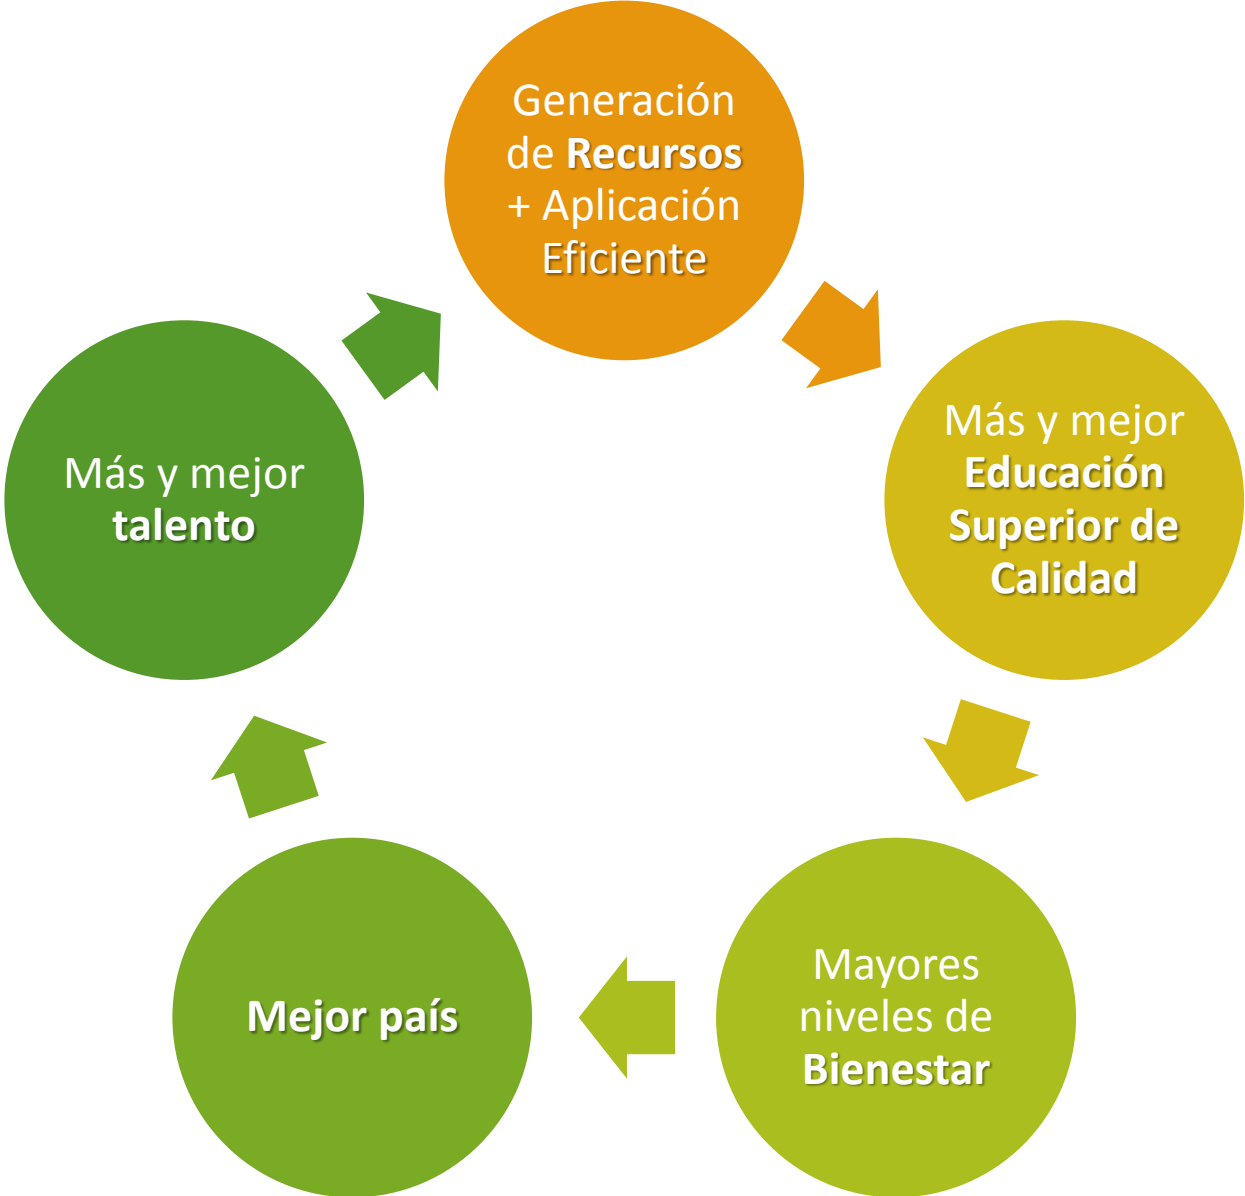 Generación
de Recursos
+ Aplicación
Eficiente
Más y mejor
Educación
Superior de
Calidad
Mayores
niveles de
Bienestar
Mejor país
Más y mejor
talento